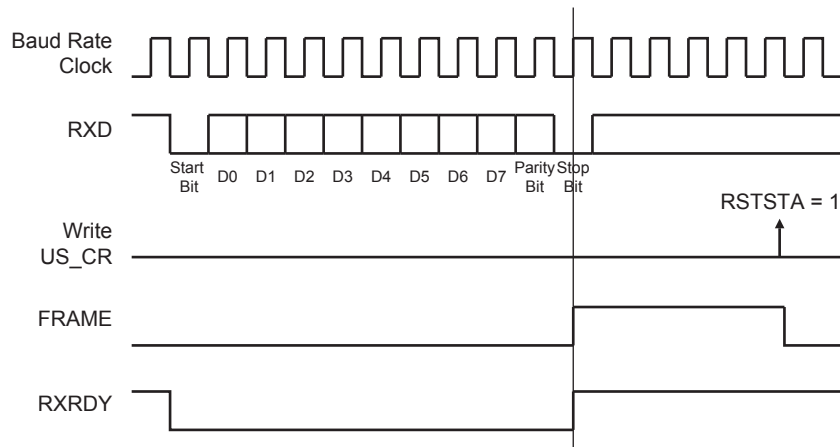 Baud Rate
Clock
RXD
Start
Bit
D0
D1
D2
D3
D4
D5
D6
D7
Parity
Bit
Stop
Bit
RSTSTA = 1
Write
US_CR
FRAME
RXRDY